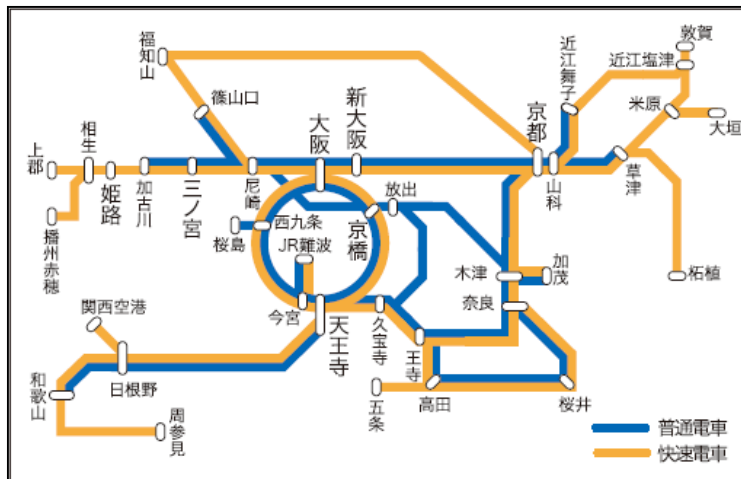 敦賀
福知山
近江舞子
近江塩津
篠山口
新大阪
京都
米原
大垣
相生
大阪
上郡
姫路
加古川
三ノ宮
尼崎
放出
山科
草津
播州赤穂
桜島
西九条
JR難波
京橋
木津
加茂
柘植
奈良
関西空港
今宮
天王寺
久宝寺
王寺
和歌山
日根野
五条
高田
桜井
周参見
普通電車
快速電車